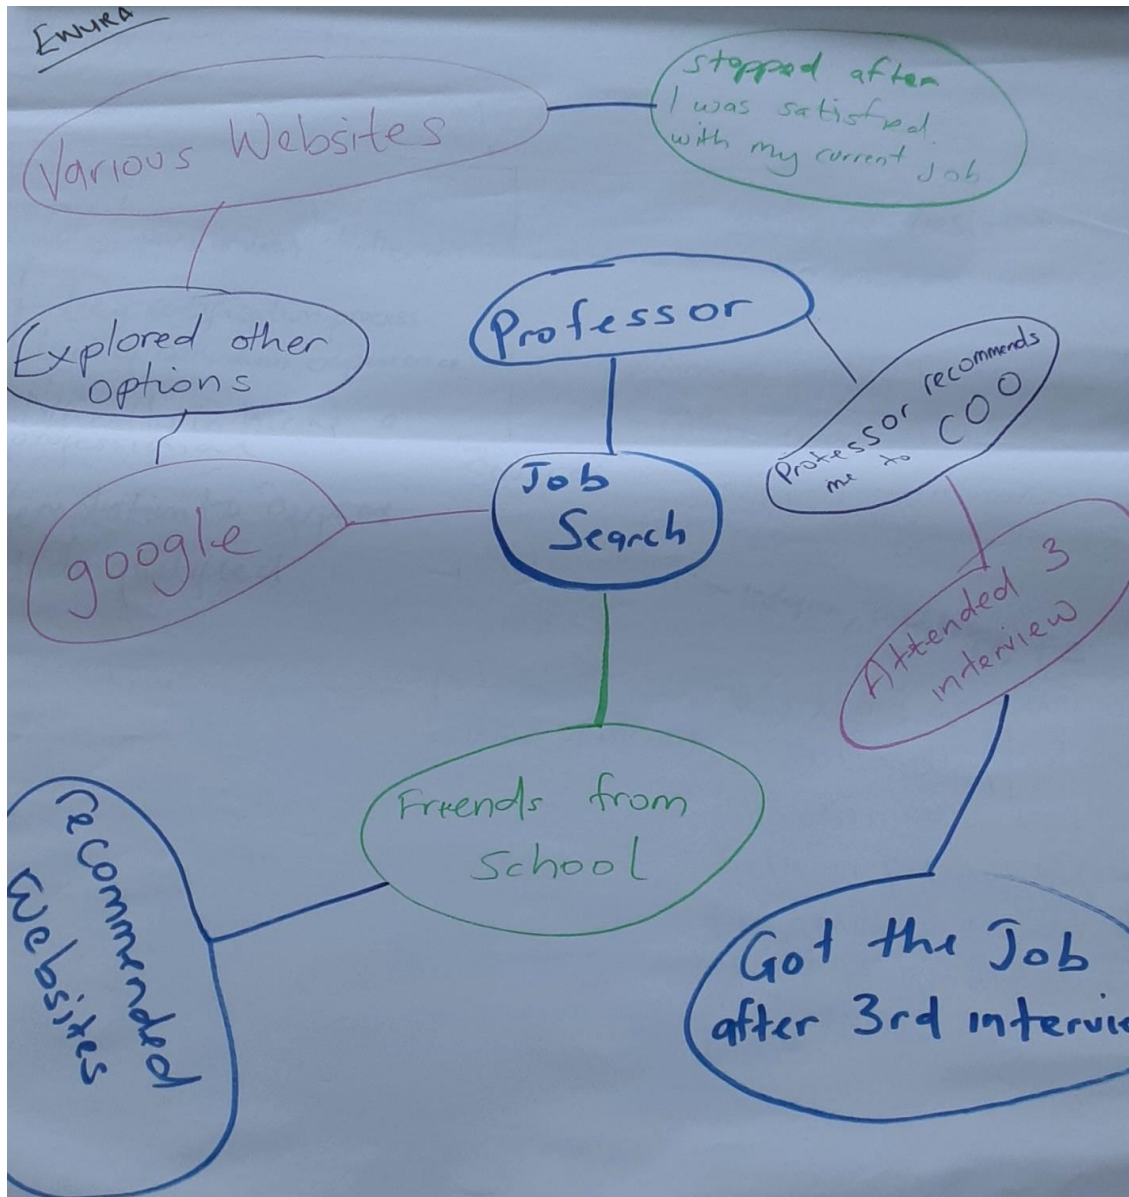 ENURA
Various Websites
stopped after
I was satisfied
with my current Job
Explored other
options
Professor
Professor recommends
me to COO
google
Job
Search
Attended 3
interview
Friends from
School
recommended
Websites
Got the Job
after 3rd intervie